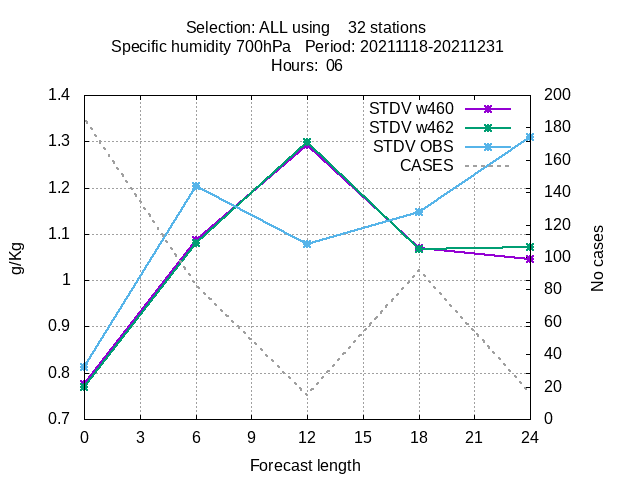 Selection: ALL using    32 stations
Specific humidity 700hPa   Period: 20211118-20211231
Hours:  06
1.4
1.3
1.2
1.1
1
0.9
0.8
0.7
g/Kg
STDV w460
STDV w462
STDV OBS
CASES
200
180
160
140
120
100
80
60
40
20
0
No cases
0 3 6 9 12 15 18 21 24
Forecast length